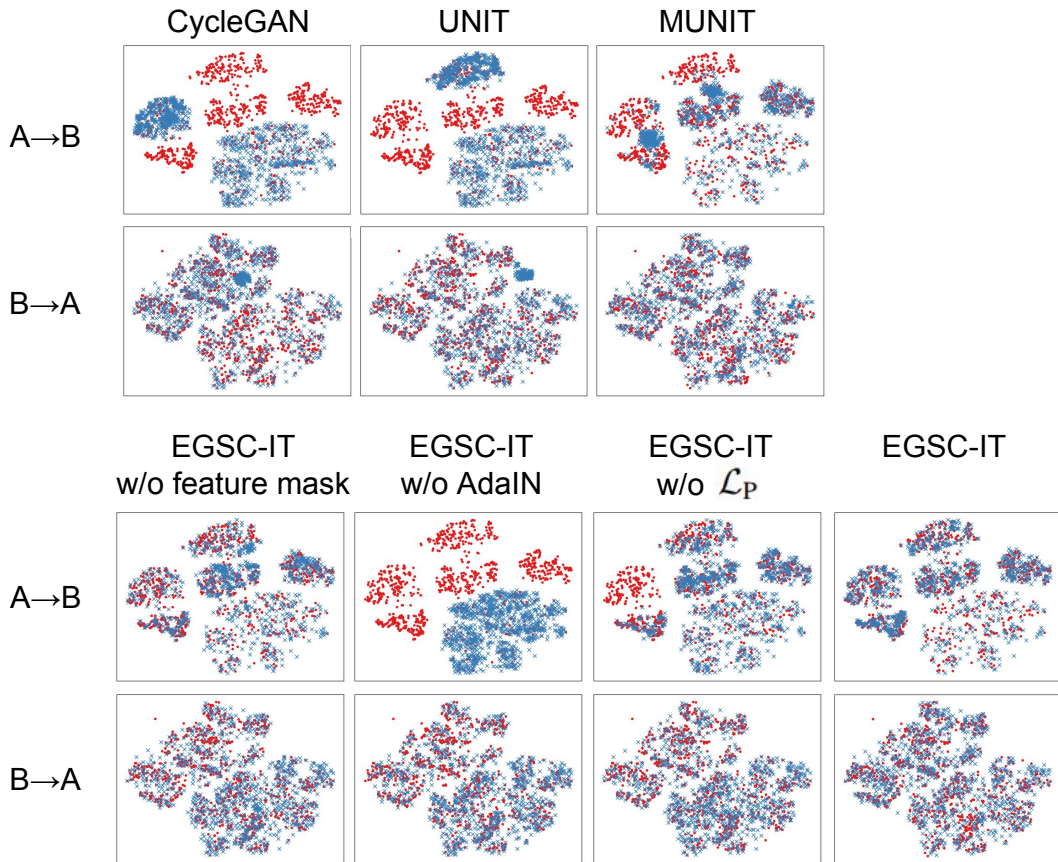 CycleGAN UNIT MUNIT
A→B
B→A
EGSC-IT EGSC-IT EGSC-IT EGSC-IT
w/o feature mask w/o AdaIN w/o ℒP
A→B
B→A